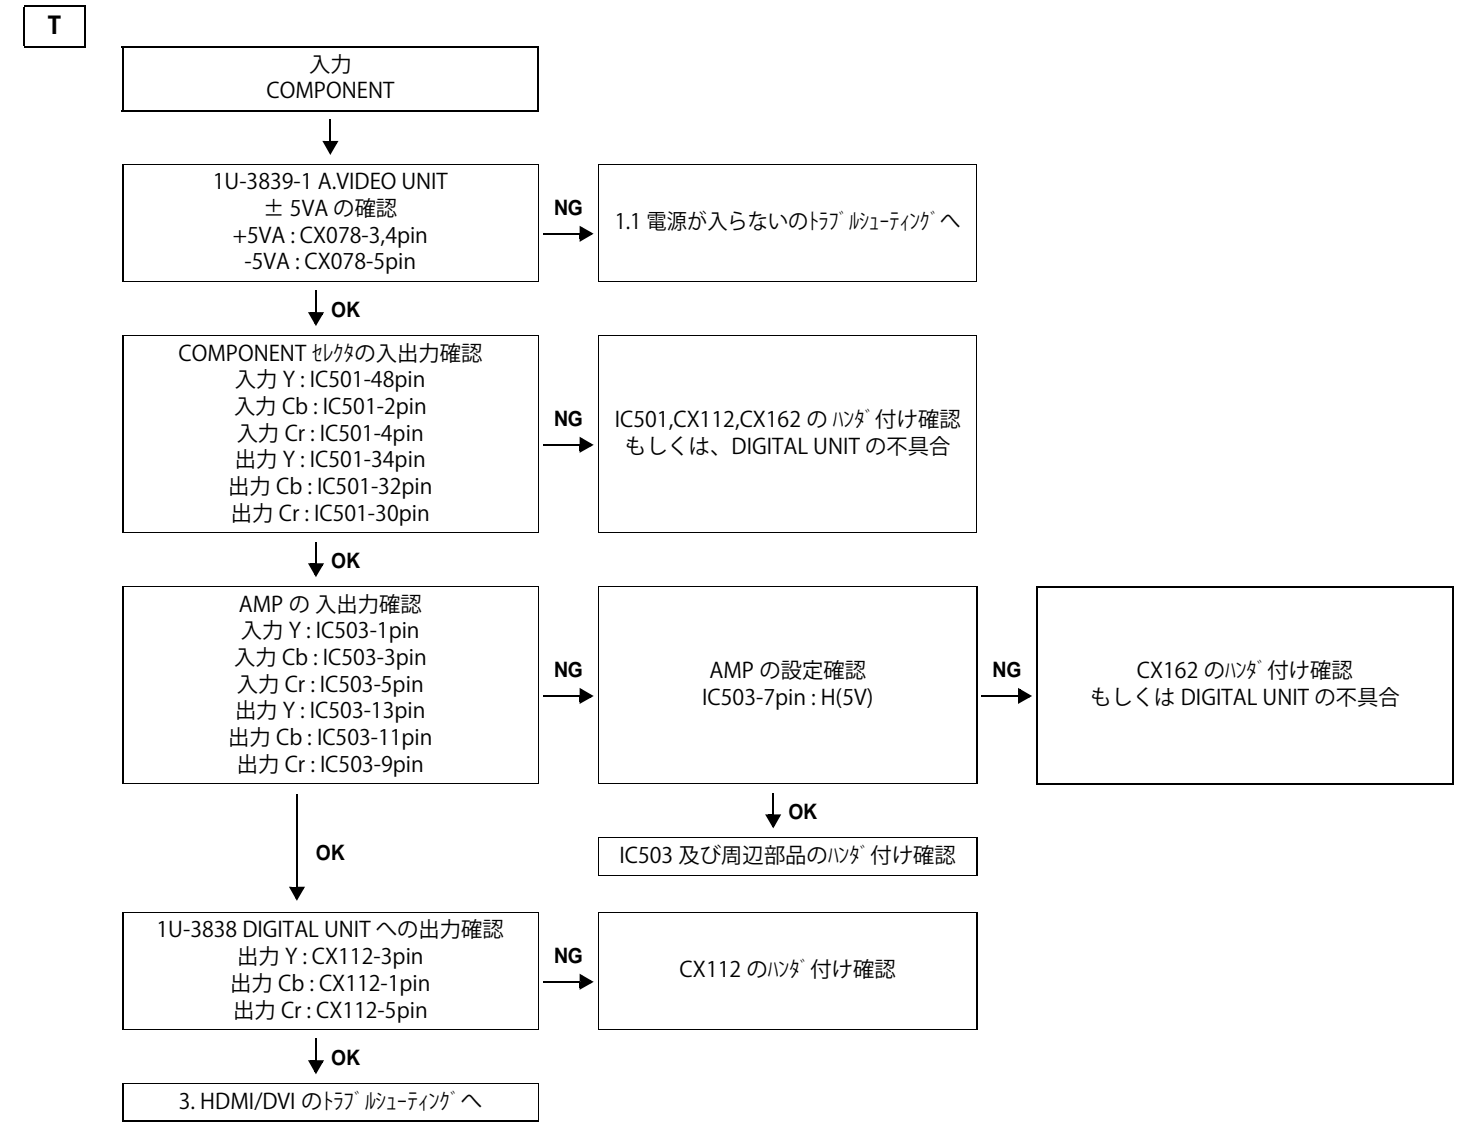 T
入力
COMPONENT
1U-3839-1 A.VIDEO UNIT
± 5VA の確認
+5VA : CX078-3,4pin
-5VA : CX078-5pin
NG
1.1 電源が入らないのﾄﾗﾌﾞﾙｼｭｰﾃｨﾝｸﾞへ
OK
COMPONENT ｾﾚｸﾀの入出力確認
入力 Y : IC501-48pin
入力 Cb : IC501-2pin
入力 Cr : IC501-4pin
出力 Y : IC501-34pin
出力 Cb : IC501-32pin
出力 Cr : IC501-30pin
NG
IC501,CX112,CX162 の ﾊﾝﾀﾞ付け確認
もしくは、DIGITAL UNIT の不具合
OK
AMP の 入出力確認
入力 Y : IC503-1pin
入力 Cb : IC503-3pin
入力 Cr : IC503-5pin
出力 Y : IC503-13pin
出力 Cb : IC503-11pin
出力 Cr : IC503-9pin
NG
AMP の設定確認
IC503-7pin : H(5V)
NG
CX162 のﾊﾝﾀﾞ付け確認
もしくは DIGITAL UNIT の不具合
OK
IC503 及び周辺部品のﾊﾝﾀﾞ付け確認
OK
1U-3838 DIGITAL UNIT への出力確認
出力 Y : CX112-3pin
出力 Cb : CX112-1pin
出力 Cr : CX112-5pin
NG
CX112 のﾊﾝﾀﾞ付け確認
OK
3. HDMI/DVI のﾄﾗﾌﾞﾙｼｭｰﾃｨﾝｸﾞへ